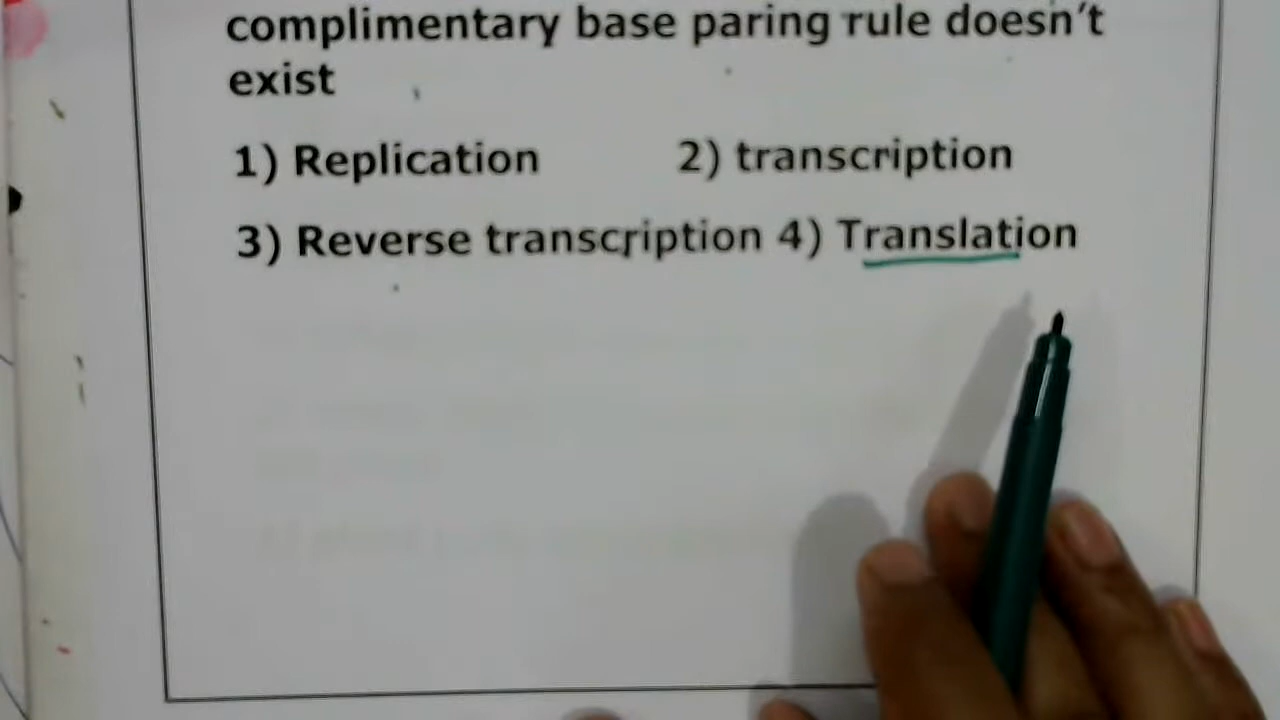 complimentary base paring rule doesn't
exist
1) Replication 2) transcription
3) Reverse transcription 4) Translation